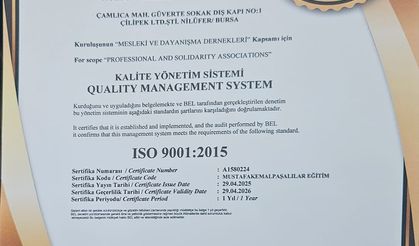 ÇAMLICA MAH. GÜVERTE SOKAK DIŞ KAPI NO:1
ÇİLİPEK LTD.ŞTİ. NİLÜFER/ BURSA
Kuruluşunun "MESLEKİ VE DAYANIŞMA DERNEKLERİ" Kapsamı için
For scope "PROFESSIONAL AND SOLIDARITY ASSOCIATIONS"
KALİTE YÖNETİM SİSTEMİ
QUALITY MANAGEMENT SYSTEM
Kurduğunu ve uyguladığını belgelemekte ve BEL tarafından gerçekleştirilen denetim
bu yönetim sisteminin aşağıdaki standardın şartlarını karşıladığını doğrulamaktadır.
It certifies that it is established and implemented, and the audit performed by BEL
confirms that this management system meets the requirements of the following standard.
ISO 9001:2015
Sertifika Numarası / Certificate Number : A1580224
Sertifika Kodu / Certificate Code : MUSTAFAKEMALPAŞALILAR EĞİTİM
Sertifika Yayın Tarihi / Certificate Issue Date : 29.04.2025
Sertifika Geçerlilik Tarihi / Certificate Validity Date : 29.04.2026
Sertifika Periyodu/ Certificate Period : 1 Yıl / 1 Year